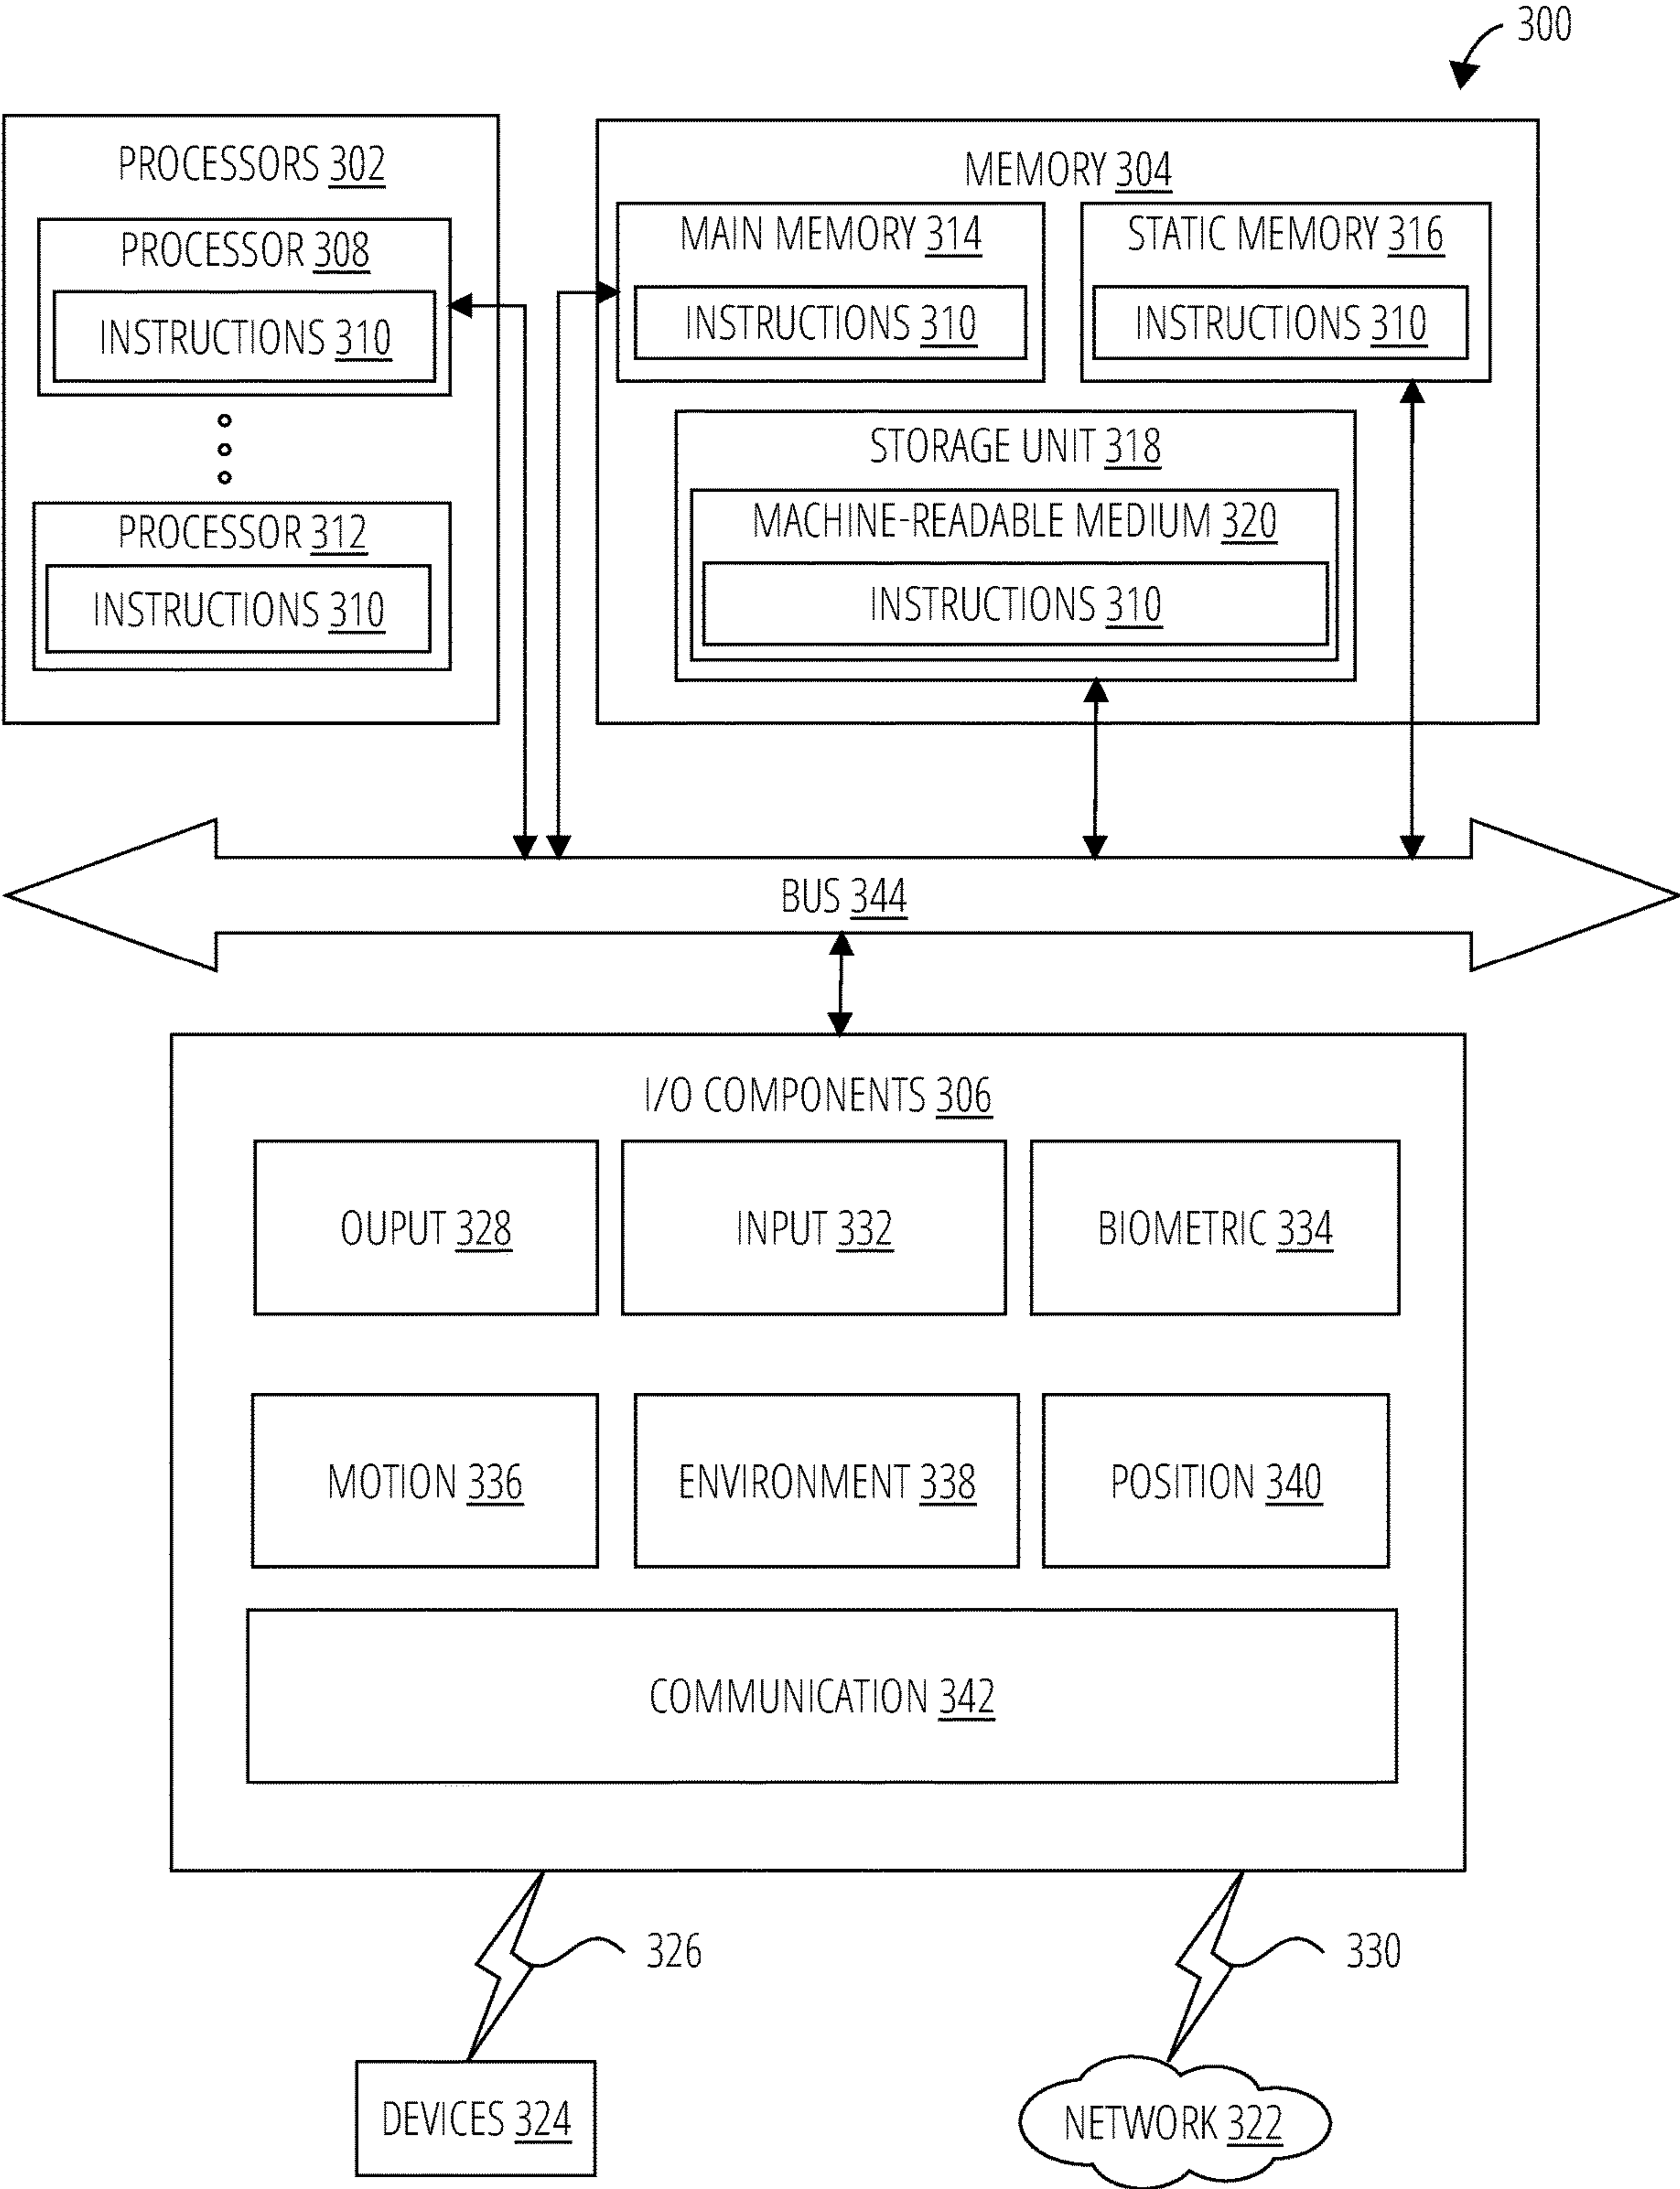 300
PROCESSORS 302
PROCESSOR 308
INSTRUCTIONS 310
PROCESSOR 312
INSTRUCTIONS 310
MEMORY 304
MAIN MEMORY 314
INSTRUCTIONS 310
STATIC MEMORY 316
INSTRUCTIONS 310
STORAGE UNIT 318
MACHINE-READABLE MEDIUM 320
INSTRUCTIONS 310
BUS 344
I/O COMPONENTS 306
OUPUT 328
INPUT 332
BIOMETRIC 334
MOTION 336
ENVIRONMENT 338
POSITION 340
COMMUNICATION 342
326
330
DEVICES 324
NETWORK 322